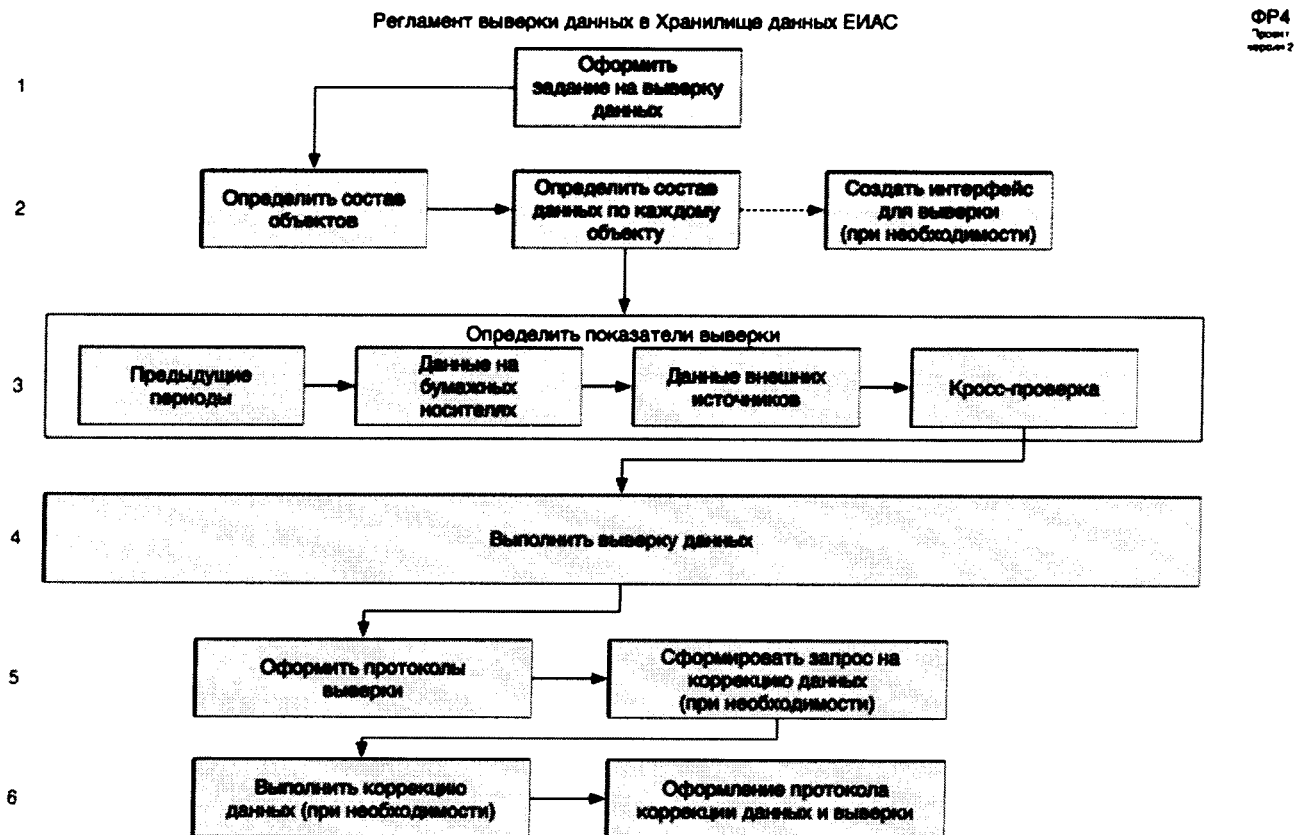 Регламент выверки данных в Хранилище данных ЕИАС
ФР4
Проект
версии 2
1
Оформить
задание на выверку
данных
2
Определить состав
объектов
Определить состав
данных по каждому
объекту
Создать интерфейс
для выверки
(при необходимости)
Определить показатели выверки
3
Предыдущие
периоды
Данные на
бумажных
носителях
Данные внешних
источников
Кросс-проверка
4
Выполнить выверку данных
5
Оформить протоколы
выверки
Сформировать запрос на
коррекцию данных
(при необходимости)
6
Выполнить коррекцию
данных (при необходимости)
Оформление протокола
коррекции данных и выверки